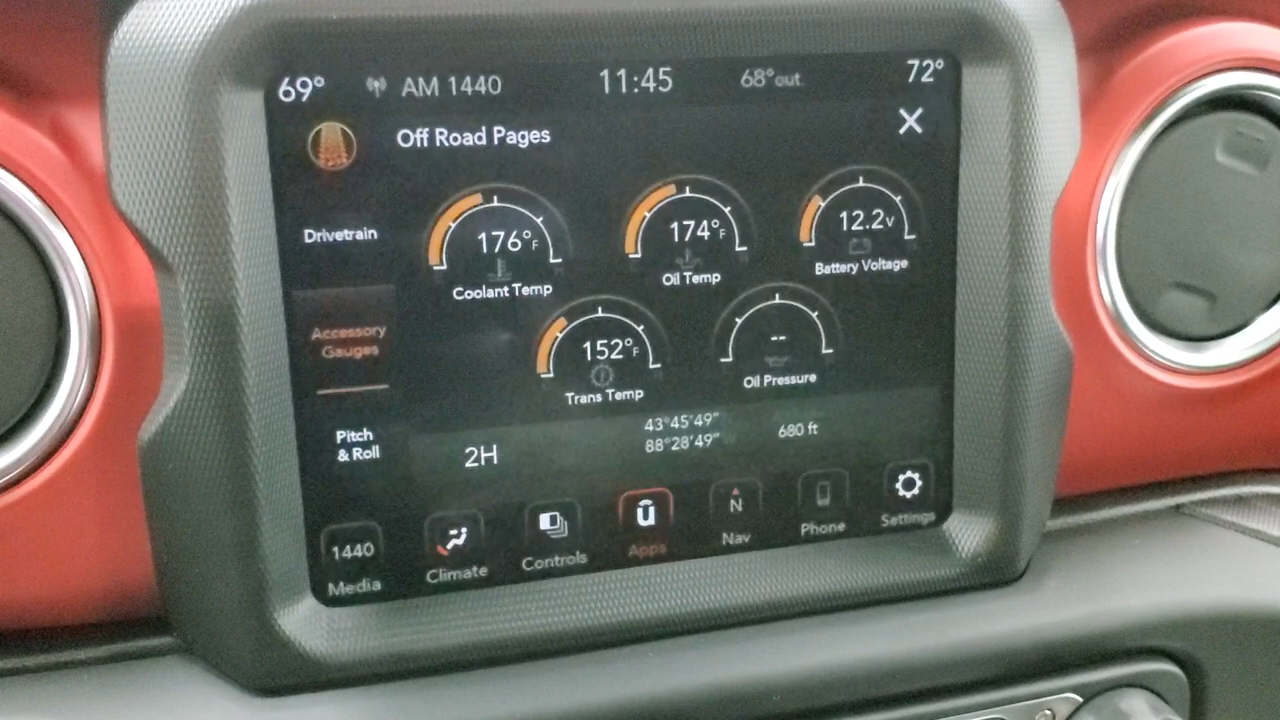 69° AM 1440 11:45 68°out 72°
Off Road Pages X
Drivetrain
Accessory
Gauges
Pitch
& Roll
176°F
Coolant Temp
174°F
Oil Temp
12.2v
Battery Voltage
152°F
Trans Temp
--
Oil Pressure
2H
43°45'49"
88°28'49"
680 ft
1440
Media
Climate
Controls
ū
Apps
N
Nav
Phone
Settings